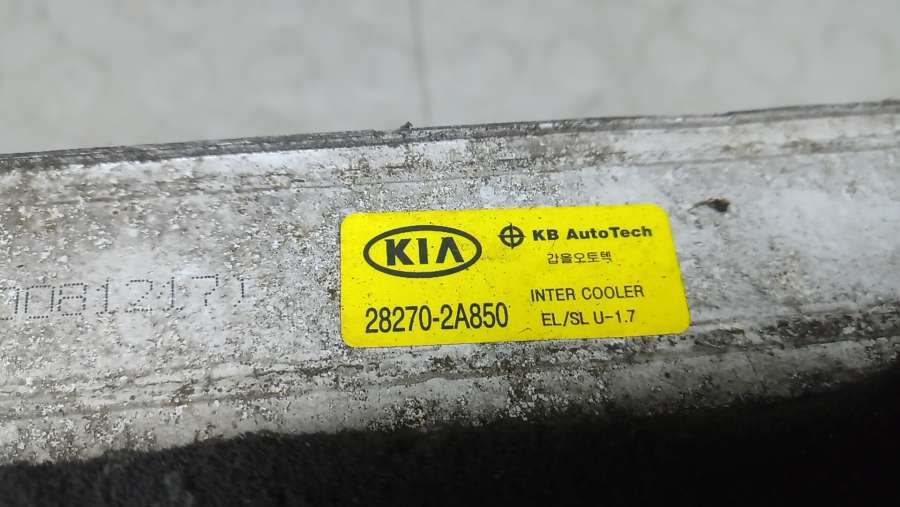 KIA
KB AutoTech
갑을오토텍
28270-2A850
INTER COOLER
EL/SL U-1.7